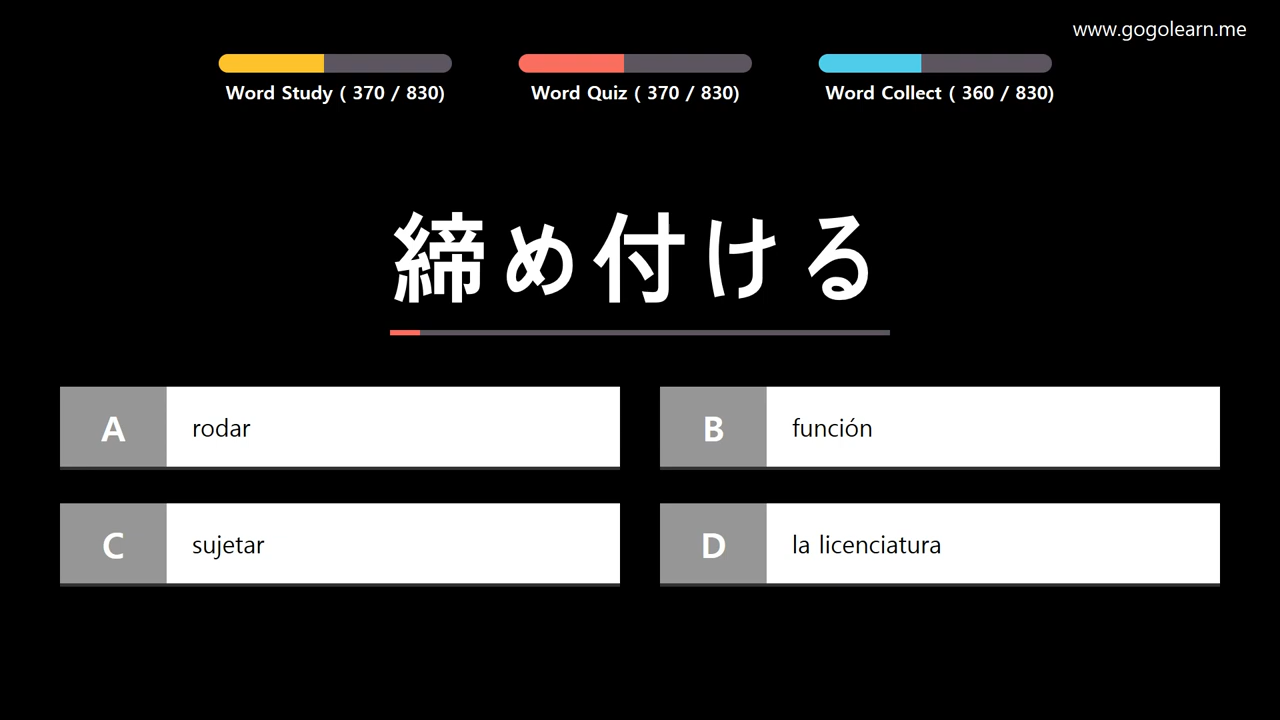 www.gogolearn.me
Word Study ( 370 / 830)
Word Quiz ( 370 / 830)
Word Collect ( 360 / 830)
締め付ける
A
rodar
B
función
C
sujetar
D
la licenciatura